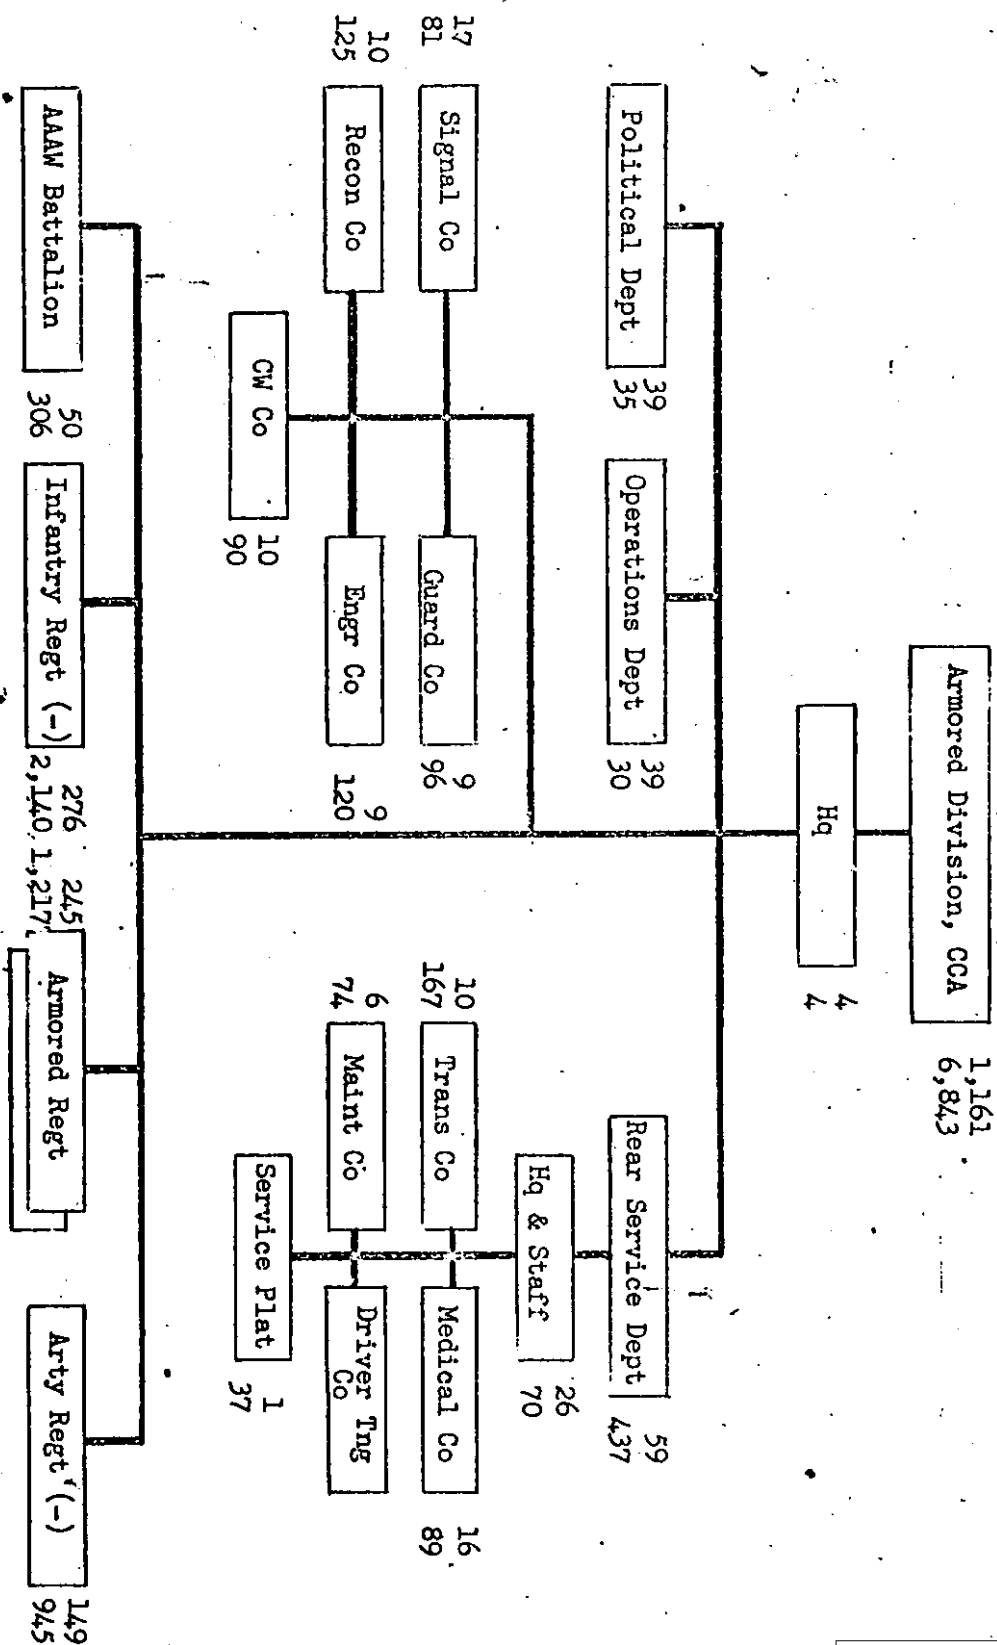 Armored Division, CCA
1,161
6,843
Hq
4
4
Political Dept
39
35
Operations Dept
39
30
Rear Service Dept
59
437
Hq & Staff
26
70
17
81
Signal Co
Guard Co
9
96
10
167
Trans Co
Medical Co
16
89
10
125
Recon Co
Engr Co
9
120
6
74
Maint Co
Driver Tng
Co
CW Co
10
90
Service Plat
1
37
AAAW Battalion
50
306
Infantry Regt (-)
276
2,140
245
1,217
Armored Regt
Arty Regt (-)
149
945